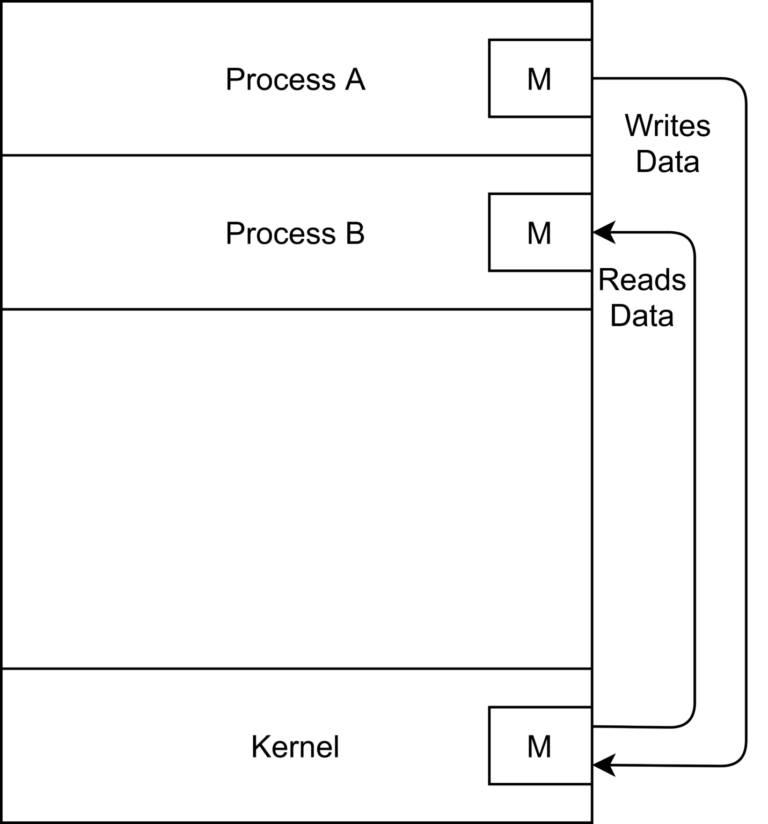 Process A
M
Writes
Data
Process B
M
Reads
Data
Kernel
M